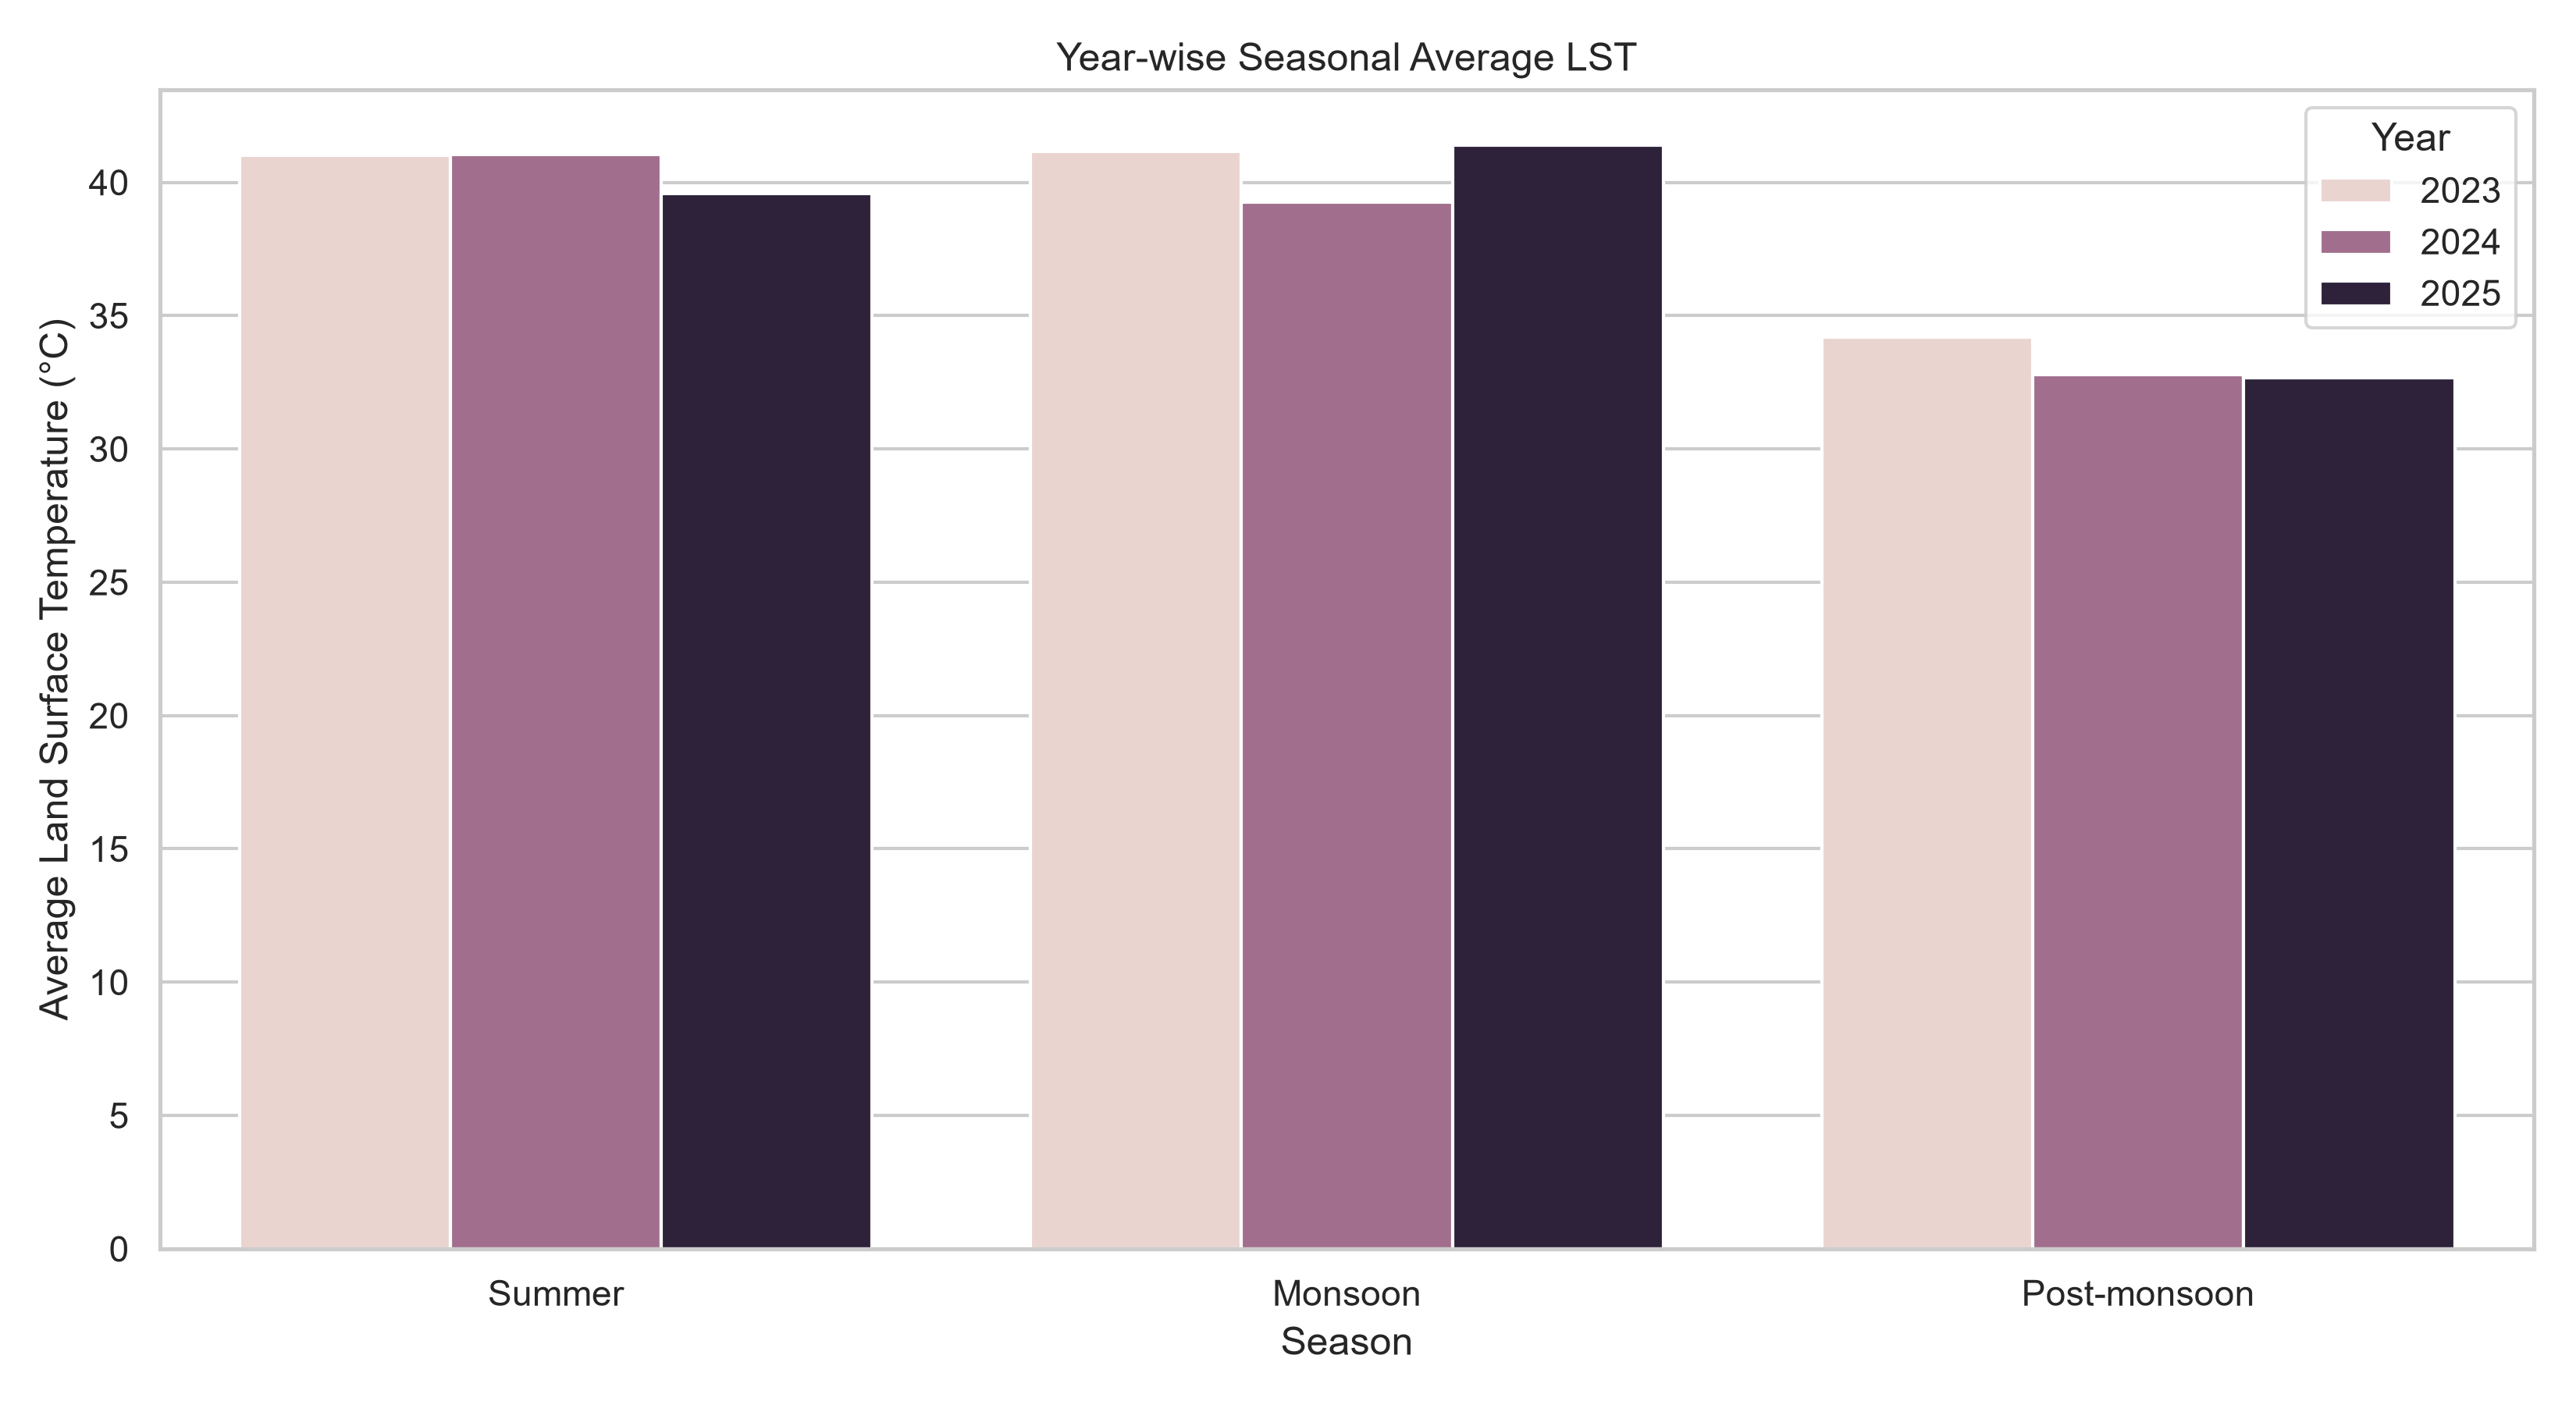 Year-wise Seasonal Average LST
Average Land Surface Temperature (°C)
40
35
30
25
20
15
10
5
0
Year
2023
2024
2025
Summer
Monsoon
Post-monsoon
Season